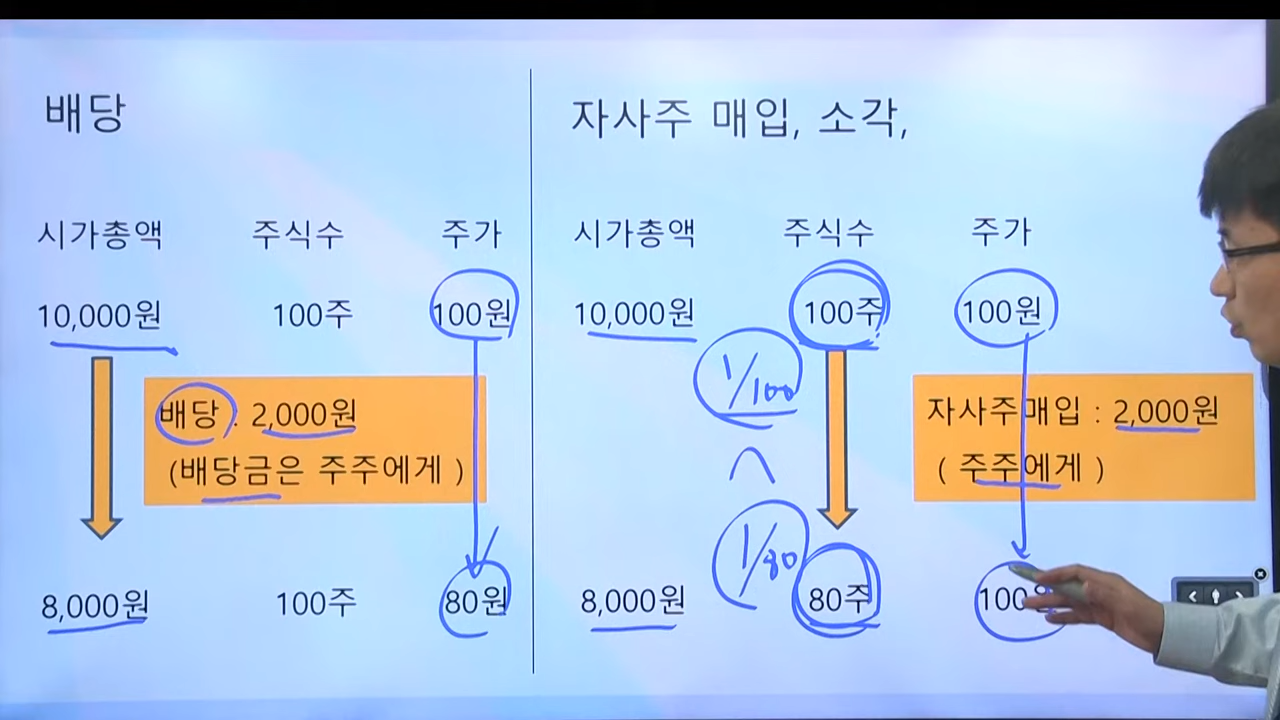 배당
시가총액 주식수 주가
10,000원 100주 100원
배당 : 2,000원
(배당금은 주주에게 )
8,000원 100주 80원
자사주 매입, 소각,
시가총액 주식수 주가
10,000원 100주 100원
1/100
자사주매입 : 2,000원
( 주주에게 )
1/80
8,000원 80주 100원